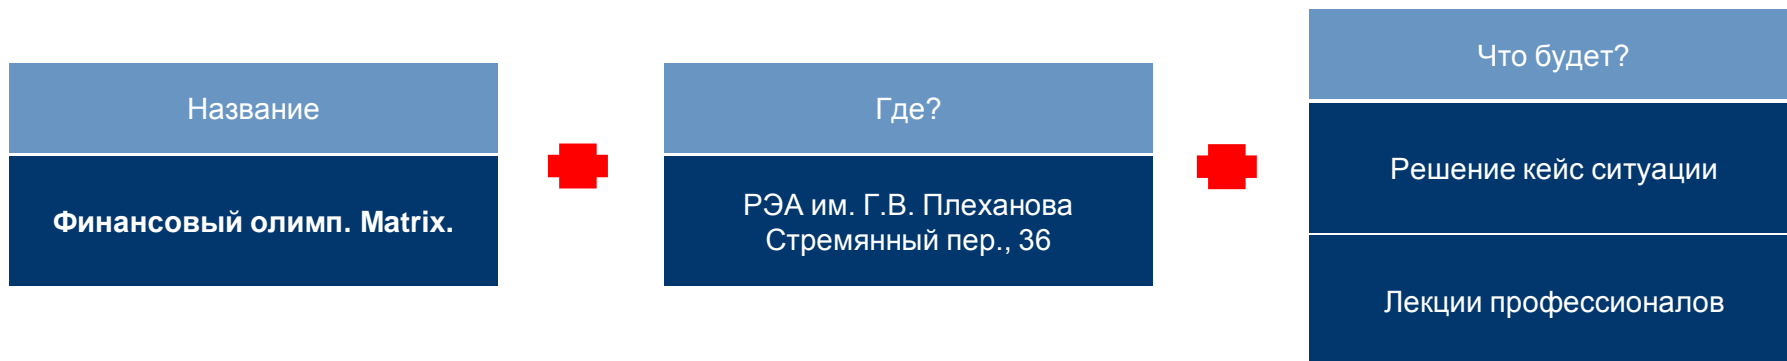 Название
Финансовый олимп. Matrix.
Где?
РЭА им. Г.В. Плеханова
Стремянный пер., 36
Что будет?
Решение кейс ситуации
Лекции профессионалов